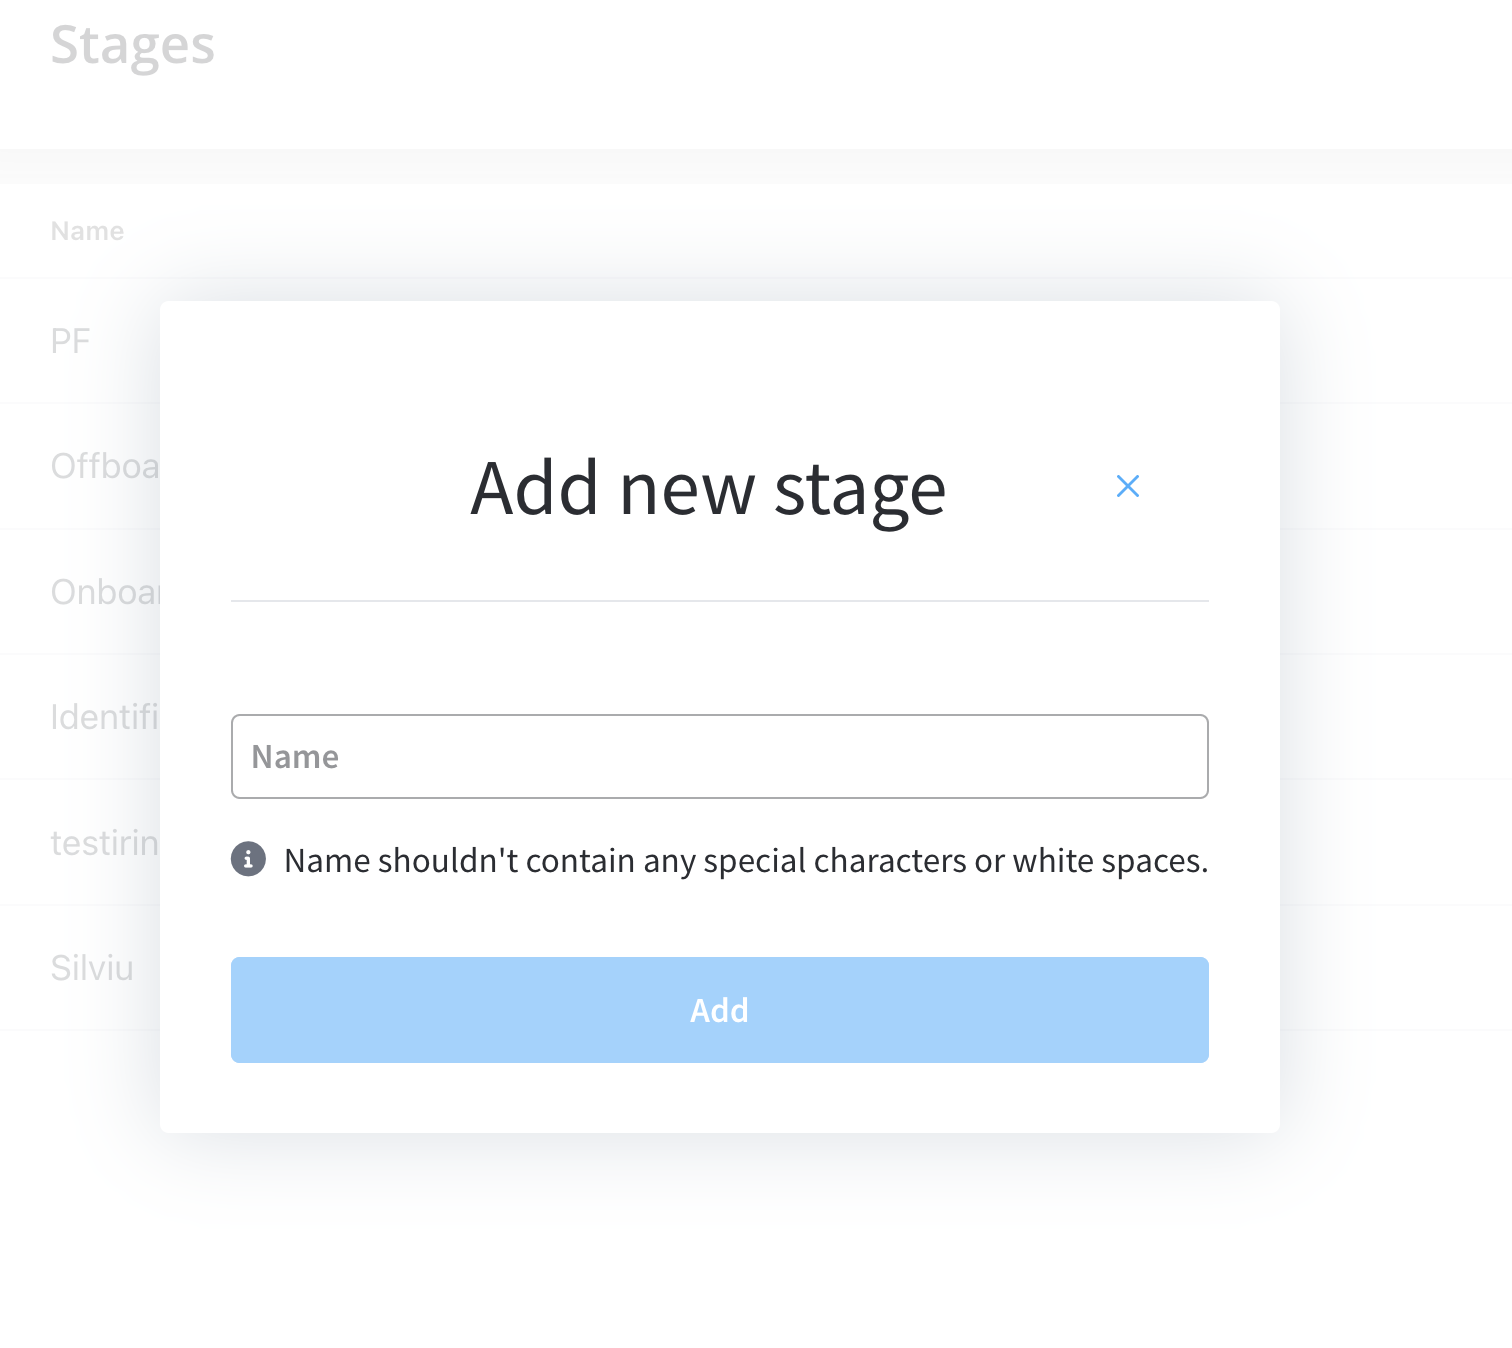 Stages
Name
PF
Offboa
Onboar
Identifi
testirin
Silviu
Add new stage
Name
Name shouldn't contain any special characters or white spaces.
Add